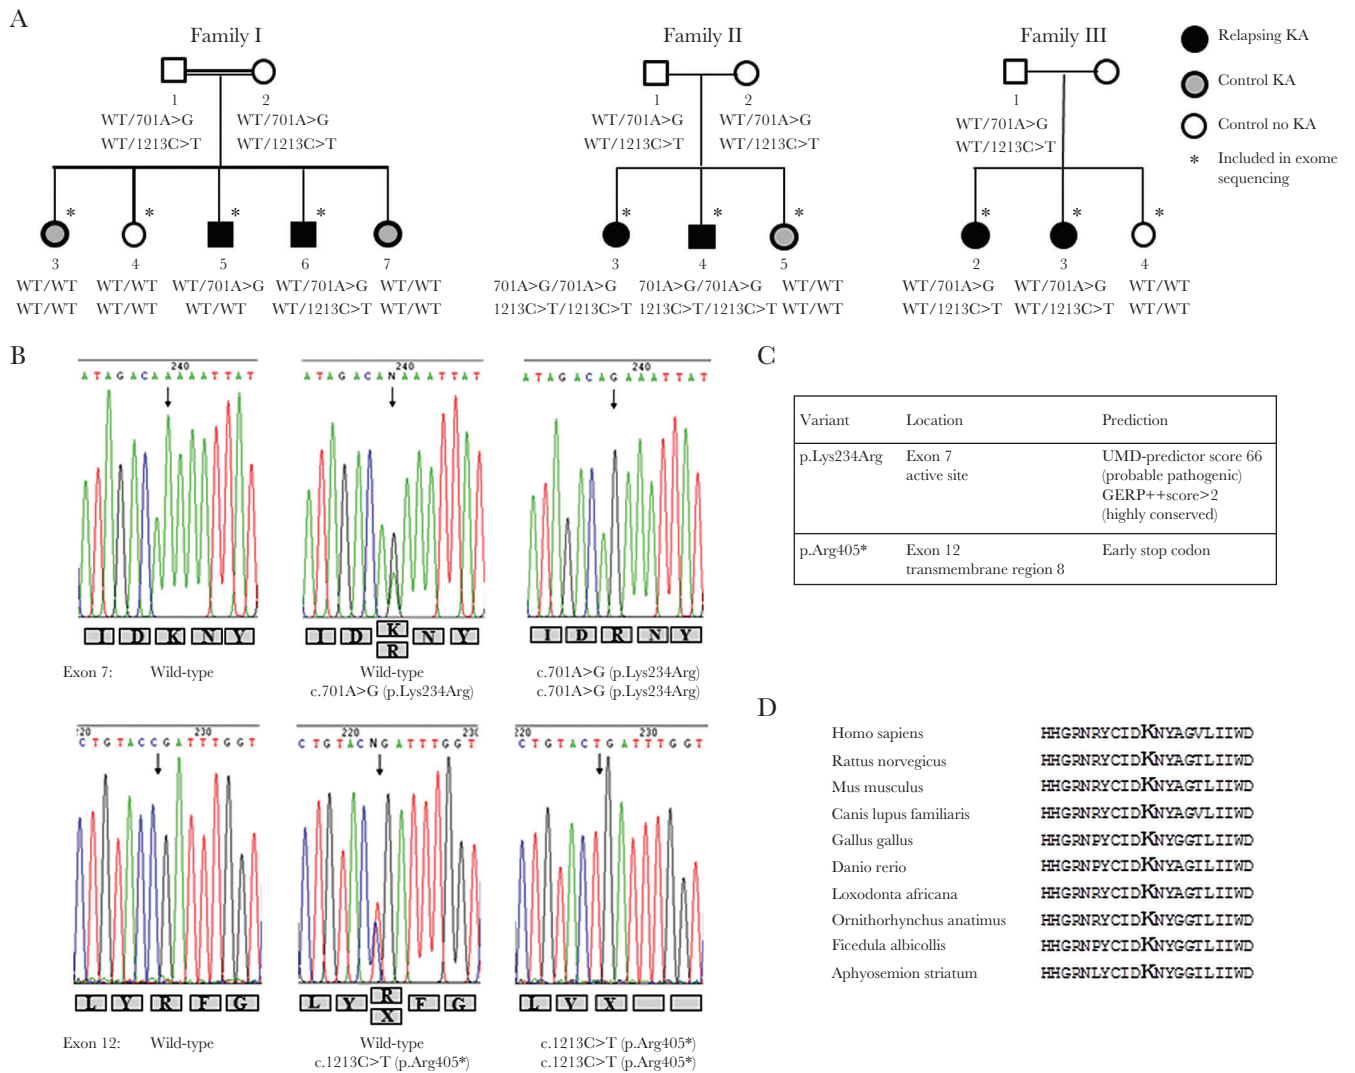 A
Family I
Family II
Family III
Relapsing KA
Control KA
Control no KA
* Included in exome
sequencing
1
WT/701A>G
WT/1213C>T
2
WT/701A>G
WT/1213C>T
1
WT/701A>G
WT/1213C>T
2
WT/701A>G
WT/1213C>T
1
WT/701A>G
WT/1213C>T
* * * * * * * * * *
3 4 5 6 7
WT/WT WT/WT WT/701A>G WT/701A>G WT/WT
WT/WT WT/WT WT/WT WT/1213C>T WT/WT
3 4 5
701A>G/701A>G 701A>G/701A>G WT/WT
1213C>T/1213C>T 1213C>T/1213C>T WT/WT
2 3 4
WT/701A>G WT/701A>G WT/WT
WT/1213C>T WT/1213C>T WT/WT
B
240
A T A G A C A A A A A T T A T
I D K N Y
240
A T A G A C A N A A A T T A T
I D K N Y
R
240
A T A G A C A G A A A T T A T
I D R N Y
Exon 7: Wild-type
Wild-type
c.701A>G (p.Lys234Arg)
c.701A>G (p.Lys234Arg)
c.701A>G (p.Lys234Arg)
220 230
C T G T A C C G A T T T G G T
L Y R F G
220 230
C T G T A C N G A T T T G G T
L Y R F G
X
220 230
C T G T A C T G A T T T G G T
L V X
Exon 12: Wild-type
Wild-type
c.1213C>T (p.Arg405*)
c.1213C>T (p.Arg405*)
c.1213C>T (p.Arg405*)
C
Variant Location Prediction
p.Lys234Arg Exon 7 UMD-predictor score 66
active site (probable pathogenic)
GERP++score>2
(highly conserved)
p.Arg405* Exon 12 Early stop codon
transmembrane region 8
D
Homo sapiens HHGRNRYCIDKNYAGVLIIWD
Rattus norvegicus HHGRNRYCIDKNYAGTLIIWD
Mus musculus HHGRNRYCIDKNYAGTLIIWD
Canis lupus familiaris HHGRNRYCIDKNYAGVLIIWD
Gallus gallus HHGRNPYCIDKNYGGTLIIWD
Danio rerio HHGRNPYCIDKNYAGILIIWD
Loxodonta africana HHGRNRYCIDKNYAGTLIIWD
Ornithorhynchus anatimus HHGRNRYCIDKNYGGTLIIWD
Ficedula albicollis HHGRNPYCIDKNYGGTLIIWD
Aphyosemion striatum HHGRNLYCIDKNYGGILIIWD